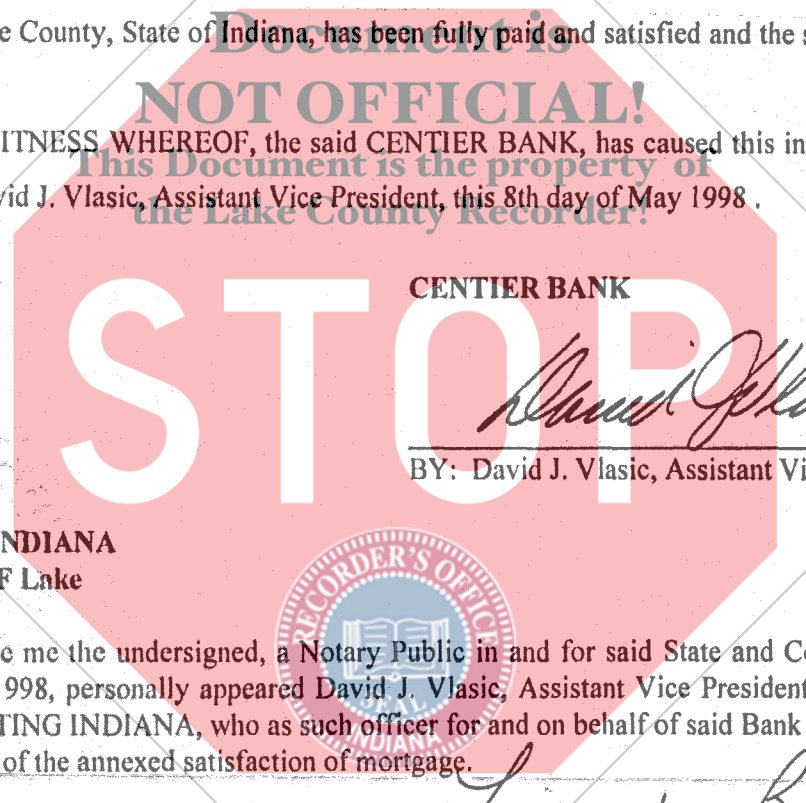 e County, State of Indiana, has been fully paid and satisfied and the s
Document is
NOT OFFICIAL!
ITNESS WHEREOF, the said CENTIER BANK, has caused this in
This Document is the property of
vid J. Vlasic, Assistant Vice President, this 8th day of May 1998 .
the Lake County Recorder!
STOP
CENTIER BANK
BY: David J. Vlasic, Assistant Vi
NDIANA
F Lake
RECORDER'S OFFICE
SEAL
INDIANA
e me the undersigned, a Notary Public in and for said State and Co
998, personally appeared David J. Vlasic, Assistant Vice President
TING INDIANA, who as such officer for and on behalf of said Bank
of the annexed satisfaction of mortgage.